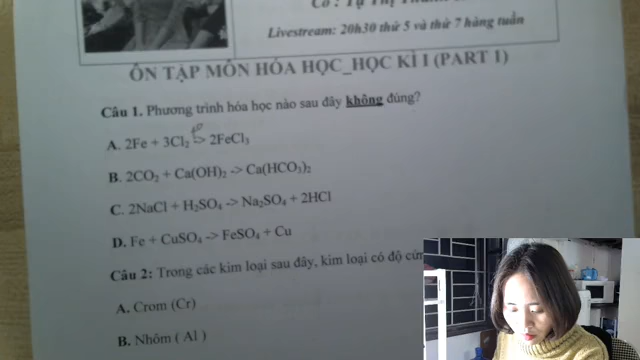 Livestream: 20h30 thứ 5 và thứ 7 hàng tuần
ÔN TẬP MÔN HÓA HỌC_HỌC KÌ I (PART 1)
Câu 1. Phương trình hóa học nào sau đây không đúng?
A. 2Fe + 3Cl₂ -> 2FeCl₃
B. 2CO₂ + Ca(OH)₂ -> Ca(HCO₃)₂
C. 2NaCl + H₂SO₄ -> Na₂SO₄ + 2HCl
D. Fe + CuSO₄ -> FeSO₄ + Cu
Câu 2: Trong các kim loại sau đây, kim loại có độ cứng
A. Crom (Cr)
B. Nhôm ( Al )